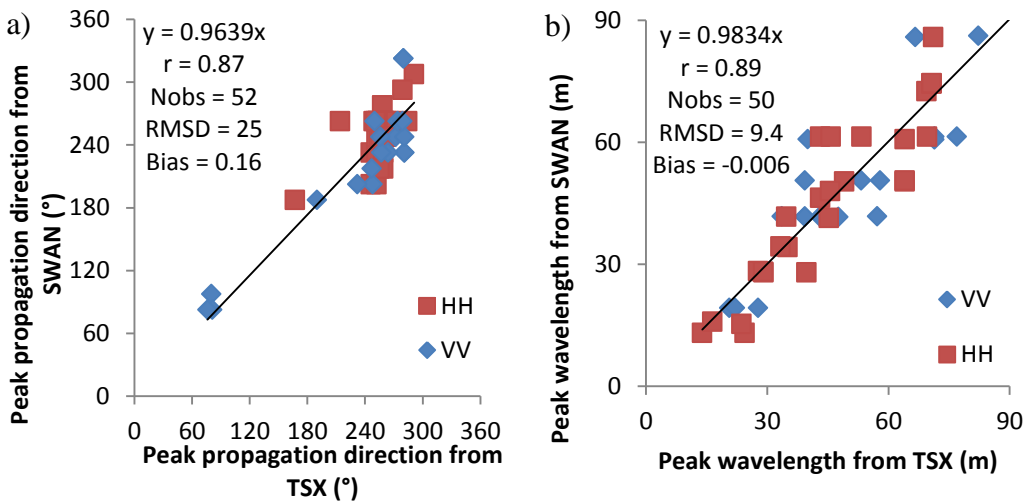 a)
y = 0.9639x
r = 0.87
Nobs = 52
RMSD = 25
Bias = 0.16
360
300
240
180
120
60
0
0 60 120 180 240 300 360
Peak propagation direction from
SWAN (°)
Peak propagation direction from
TSX (°)
HH
VV
b)
y = 0.9834x
r = 0.89
Nobs = 50
RMSD = 9.4
Bias = -0.006
90
60
30
0
0 30 60 90
Peak wavelength from SWAN (m)
Peak wavelength from TSX (m)
VV
HH